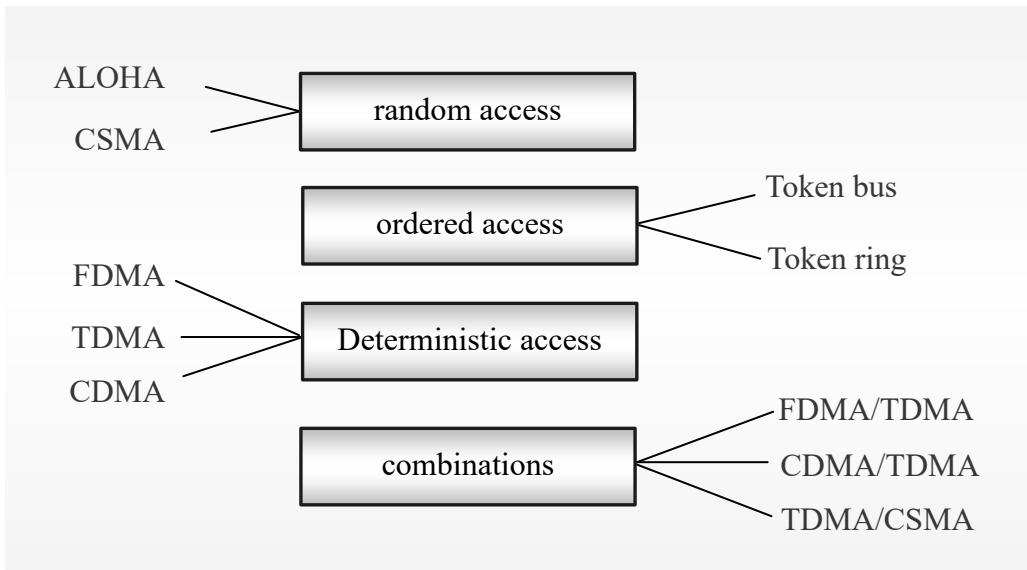 ALOHA
CSMA
random access
ordered access
Token bus
Token ring
FDMA
TDMA
CDMA
Deterministic access
combinations
FDMA/TDMA
CDMA/TDMA
TDMA/CSMA